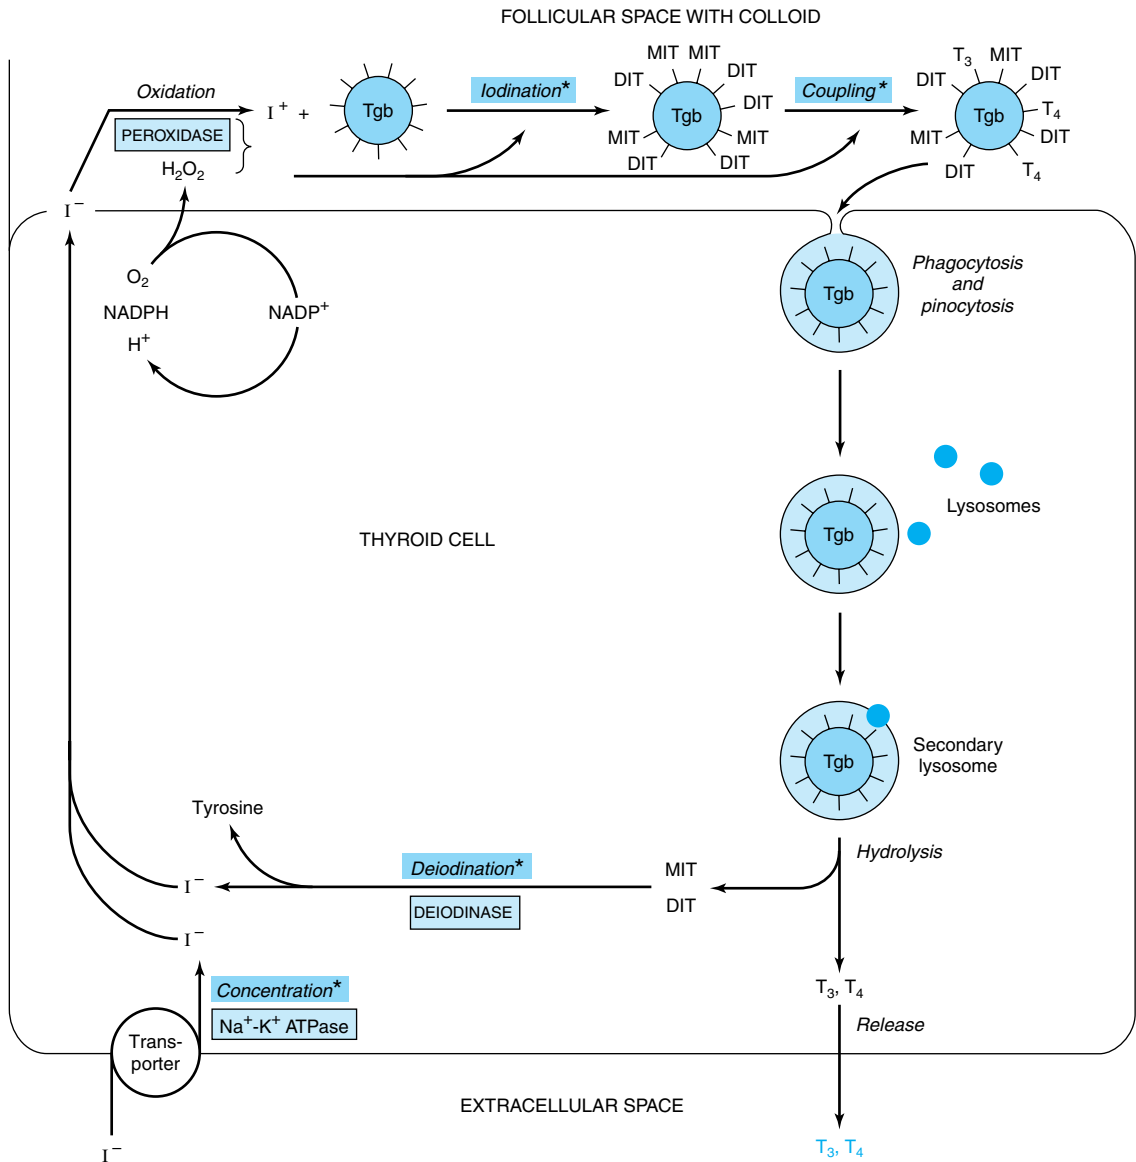 FOLLICULAR SPACE WITH COLLOID
Oxidation
PEROXIDASE
H₂O₂
I⁺ +
Tgb
Iodination*
MIT MIT
DIT DIT
DIT
Tgb
MIT MIT
DIT DIT
Coupling*
T₃ MIT
DIT DIT
T₄
Tgb
MIT DIT
DIT T₄
I⁻
O₂
NADPH
H⁺
NADP⁺
Tgb
Phagocytosis
and
pinocytosis
Lysosomes
Tgb
THYROID CELL
Secondary
lysosome
Tgb
Tyrosine
Hydrolysis
Deiodination*
DEIODINASE
MIT
DIT
I⁻
I⁻
Concentration*
Na⁺-K⁺ ATPase
Trans-
porter
T₃, T₄
Release
EXTRACELLULAR SPACE
I⁻
T₃, T₄